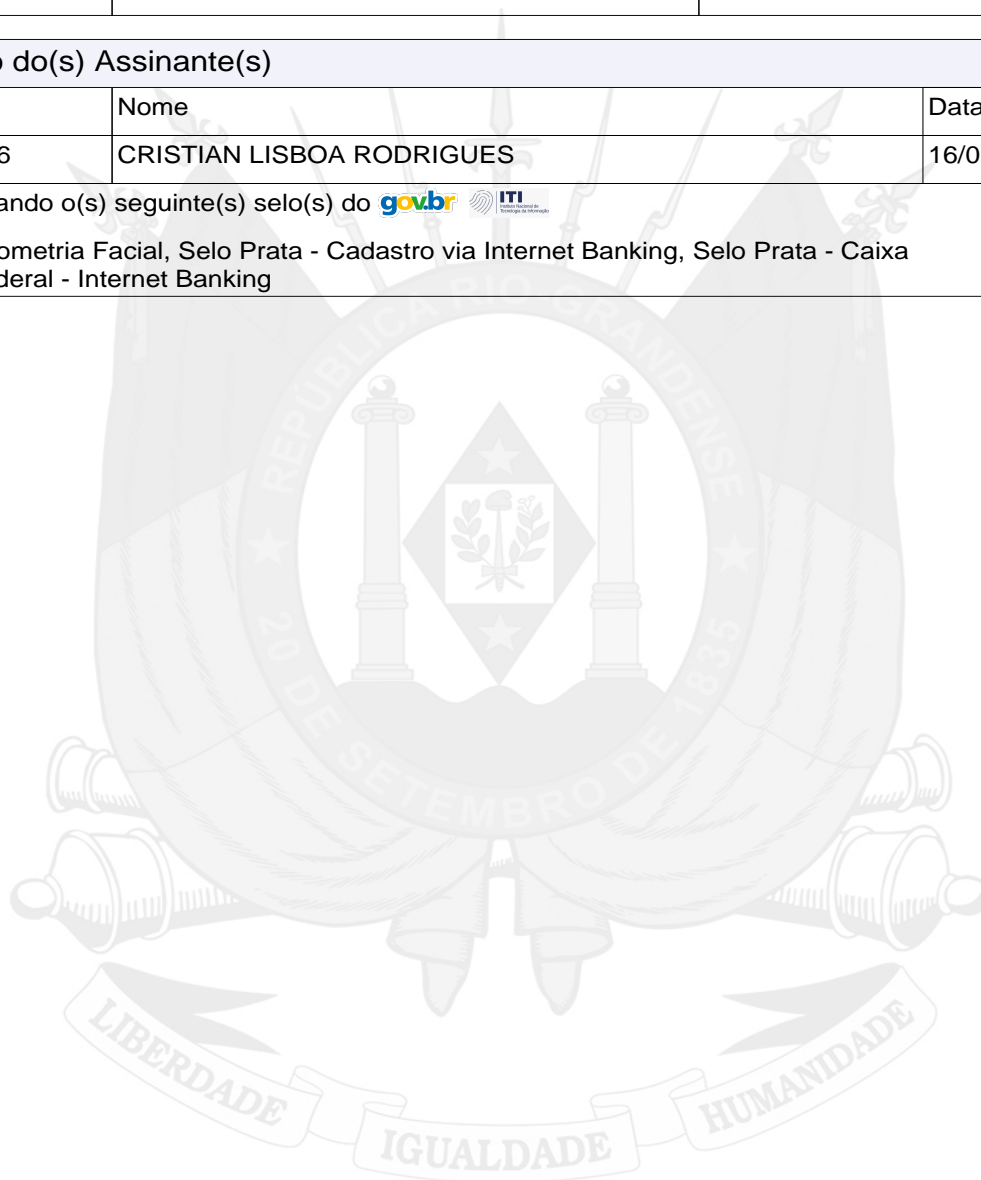 o do(s) Assinante(s)
Nome
Data
6
CRISTIAN LISBOA RODRIGUES
16/0
ando o(s) seguinte(s) selo(s) do gov.br ITI
ometria Facial, Selo Prata - Cadastro via Internet Banking, Selo Prata - Caixa
deral - Internet Banking
REPÚBLICA RIO GRANDENSE
20 DE SETEMBRO DE 1835
LIBERDADE
IGUALDADE
HUMANIDADE